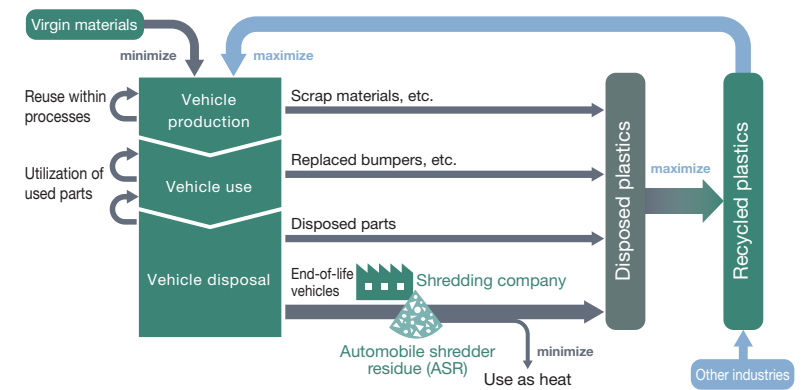 Virgin materials
minimize
maximize
Reuse within
processes
Vehicle
production
Scrap materials, etc.
Utilization of
used parts
Vehicle use
Replaced bumpers, etc.
Disposed parts
Vehicle disposal
End-of-life
vehicles
Shredding company
Automobile shredder
residue (ASR)
minimize
Use as heat
Disposed plastics
maximize
Recycled plastics
Other industries